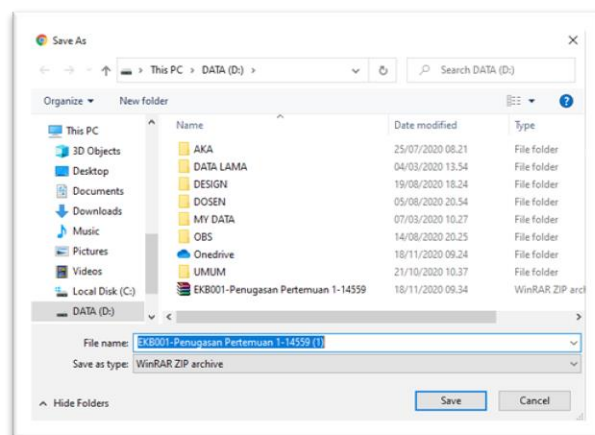 Save As
This PC > DATA (D:) >
Search DATA (D:)
Organize New folder
Name Date modified Type
This PC
3D Objects
Desktop
Documents
Downloads
Music
Pictures
Videos
Local Disk (C:)
DATA (D:)
AKA 25/07/2020 08.21 File folder
DATA LAMA 04/03/2020 13.54 File folder
DESIGN 19/08/2020 18.24 File folder
DOSEN 05/08/2020 20.54 File folder
MY DATA 07/03/2020 10.27 File folder
OBS 14/08/2020 20.25 File folder
Onedrive 18/11/2020 09.24 File folder
UMUM 21/10/2020 10.37 File folder
EKB001-Penugasan Pertemuan 1-14559 18/11/2020 09.34 WinRAR ZIP arch
File name: EKB001-Penugasan Pertemuan 1-14559 (1)
Save as type: WinRAR ZIP archive
Hide Folders Save Cancel